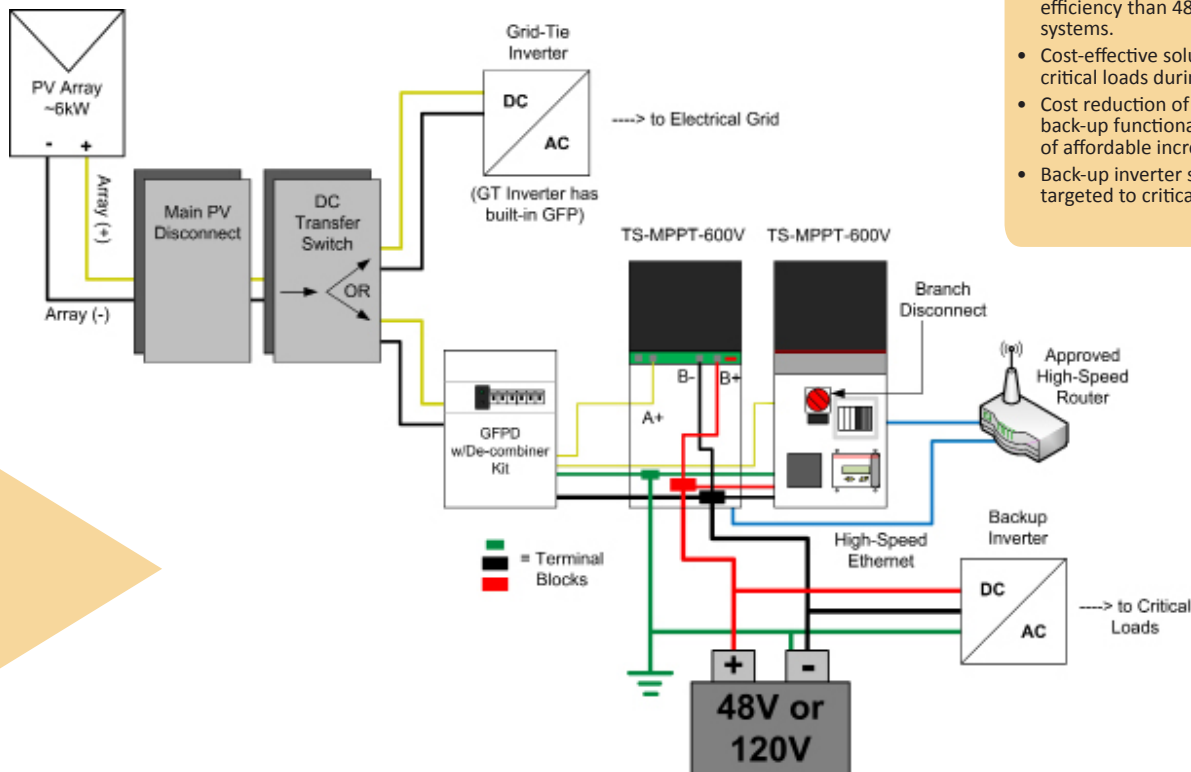 efficiency than 48
systems.
• Cost-effective solu
critical loads durin
• Cost reduction of
back-up functiona
of affordable incre
• Back-up inverter s
targeted to critica
Grid-Tie
Inverter
PV Array
~6kW
- +
DC
AC
----> to Electrical Grid
(GT Inverter has
built-in GFP)
Array (+)
Array (-)
Main PV
Disconnect
DC
Transfer
Switch
OR
TS-MPPT-600V
TS-MPPT-600V
Branch
Disconnect
B-
B+
A+
Approved
High-Speed
Router
GFPD
w/De-combiner
Kit
= Terminal
Blocks
High-Speed
Ethernet
Backup
Inverter
DC
AC
----> to Critical
Loads
+ -
48V or
120V